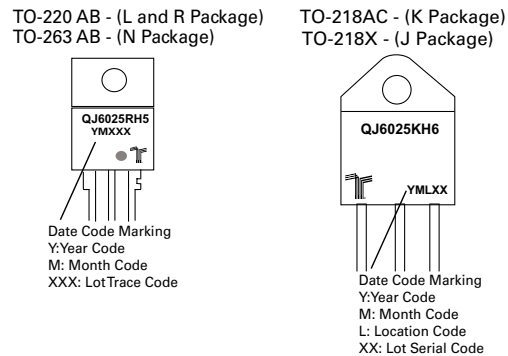 TO-220 AB - (L and R Package)
TO-263 AB - (N Package)
QJ6025RH5
YMXXX
Date Code Marking
Y:Year Code
M: Month Code
XXX: Lot Trace Code
TO-218AC - (K Package)
TO-218X - (J Package)
QJ6025KH6
YMLXX
Date Code Marking
Y:Year Code
M: Month Code
L: Location Code
XX: Lot Serial Code